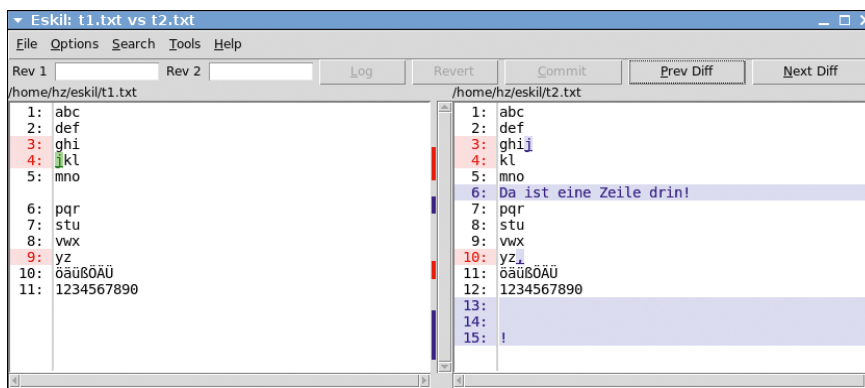 Eskil: t1.txt vs t2.txt
File Options Search Tools Help
Rev 1 Rev 2 Log Revert Commit Prev Diff Next Diff
/home/hz/eskil/t1.txt
1: abc
2: def
3: ghi
4: jkl
5: mno
6: pqr
7: stu
8: vwx
9: yz
10: öäüßÖÄÜ
11: 1234567890
/home/hz/eskil/t2.txt
1: abc
2: def
3: ghij
4: kl
5: mno
6: Da ist eine Zeile drin!
7: pqr
8: stu
9: vwx
10: yz,
11: öäüßÖÄÜ
12: 1234567890
13:
14:
15: !